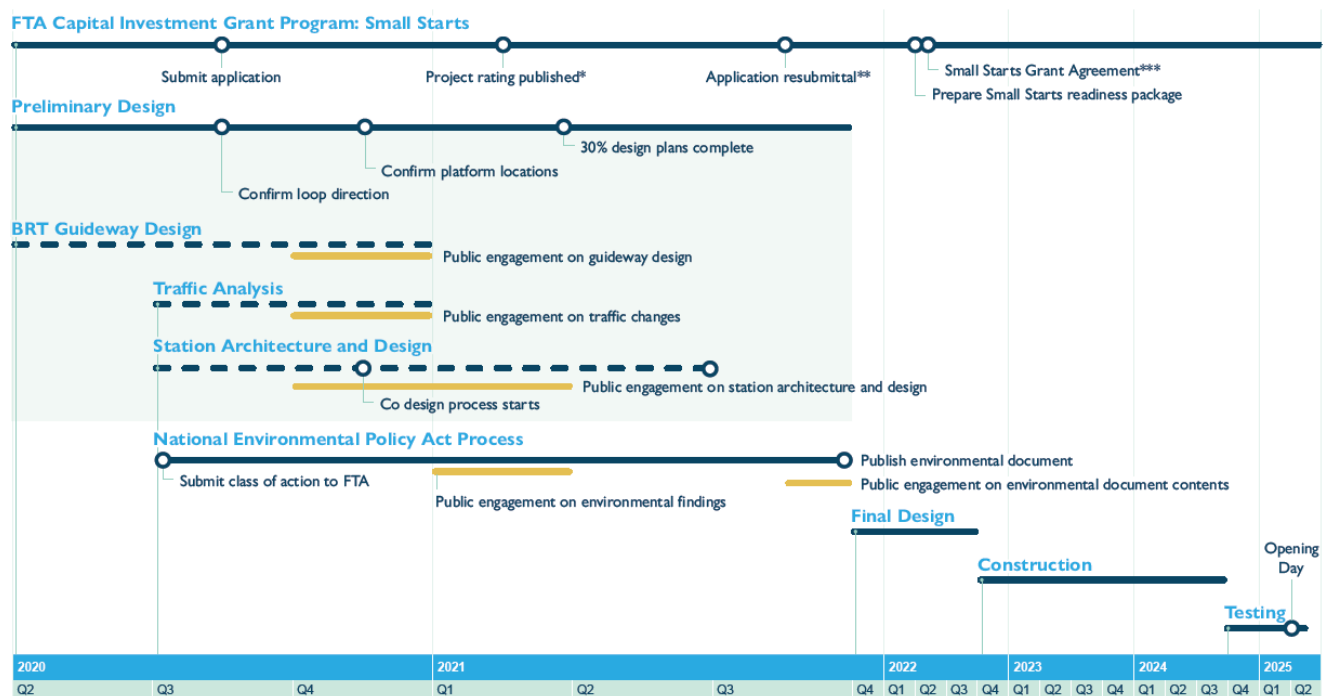 FTA Capital Investment Grant Program: Small Starts
Submit application
Project rating published*
Application resubmittal**
Small Starts Grant Agreement***
Prepare Small Starts readiness package
Preliminary Design
30% design plans complete
Confirm platform locations
Confirm loop direction
BRT Guideway Design
Public engagement on guideway design
Traffic Analysis
Public engagement on traffic changes
Station Architecture and Design
Public engagement on station architecture and design
Co design process starts
National Environmental Policy Act Process
Publish environmental document
Submit class of action to FTA
Public engagement on environmental document contents
Public engagement on environmental findings
Final Design
Opening
Day
Construction
Testing
2020 2021 2022 2023 2024 2025
Q2 Q3 Q4 Q1 Q2 Q3 Q4 Q1 Q2 Q3 Q4 Q1 Q2 Q3 Q4 Q1 Q2 Q3 Q4 Q1 Q2